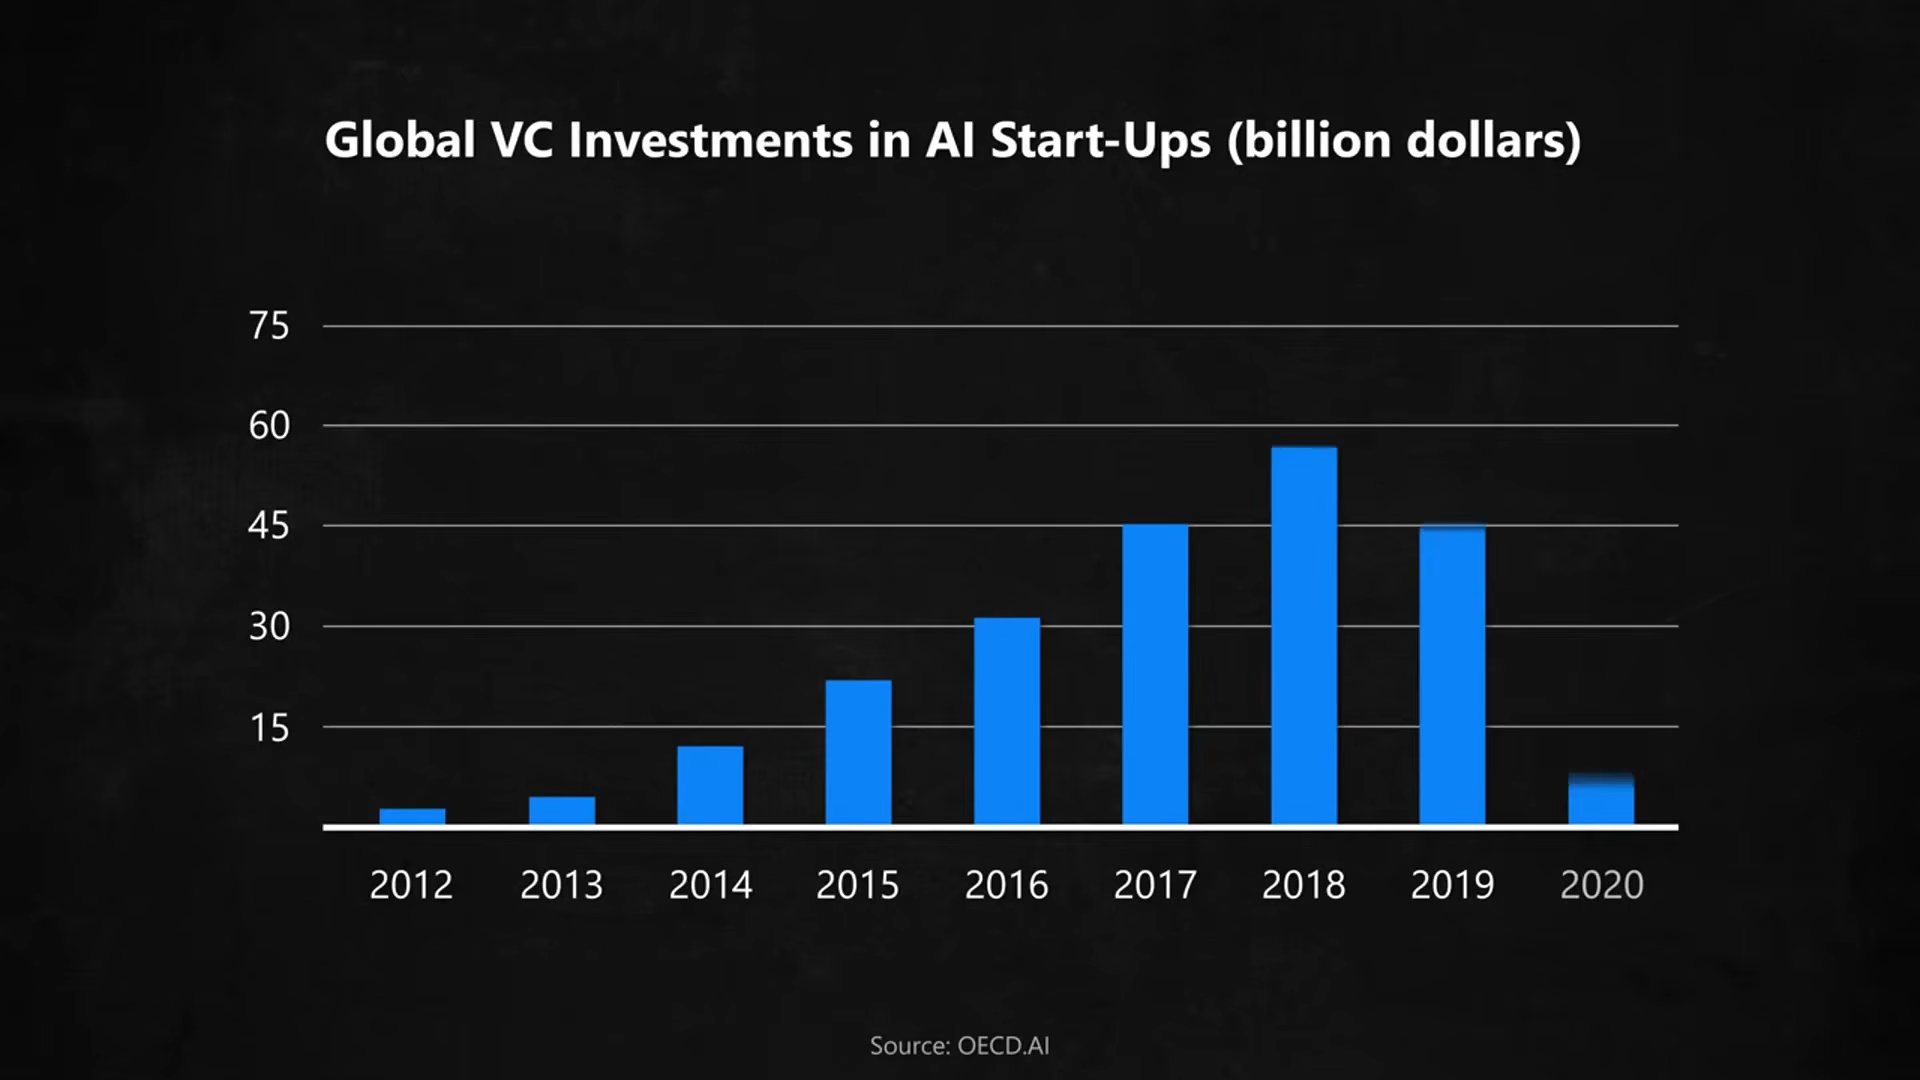 Global VC Investments in AI Start-Ups (billion dollars)
75
60
45
30
15
2012 2013 2014 2015 2016 2017 2018 2019 2020
Source: OECD.AI